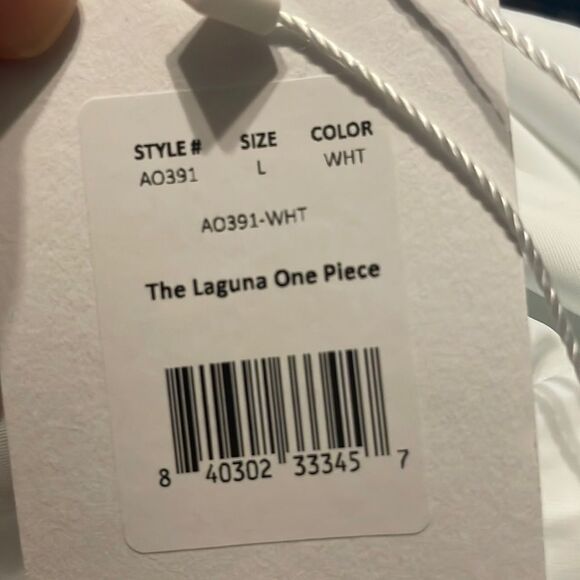 STYLE # SIZE COLOR
AO391 L WHT
AO391-WHT
The Laguna One Piece
8 40302 33345 7